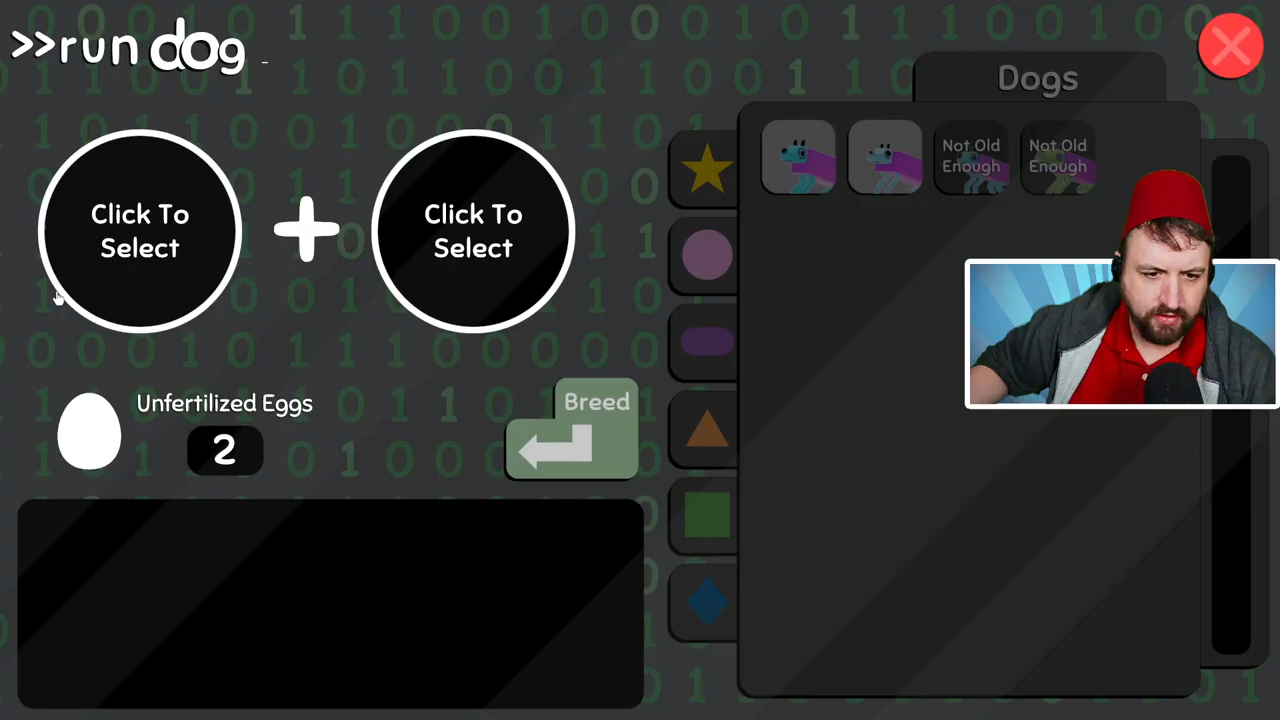 >>run dog _
Dogs
Click To
Select
Click To
Select
Not Old
Enough
Not Old
Enough
Unfertilized Eggs
2
Breed